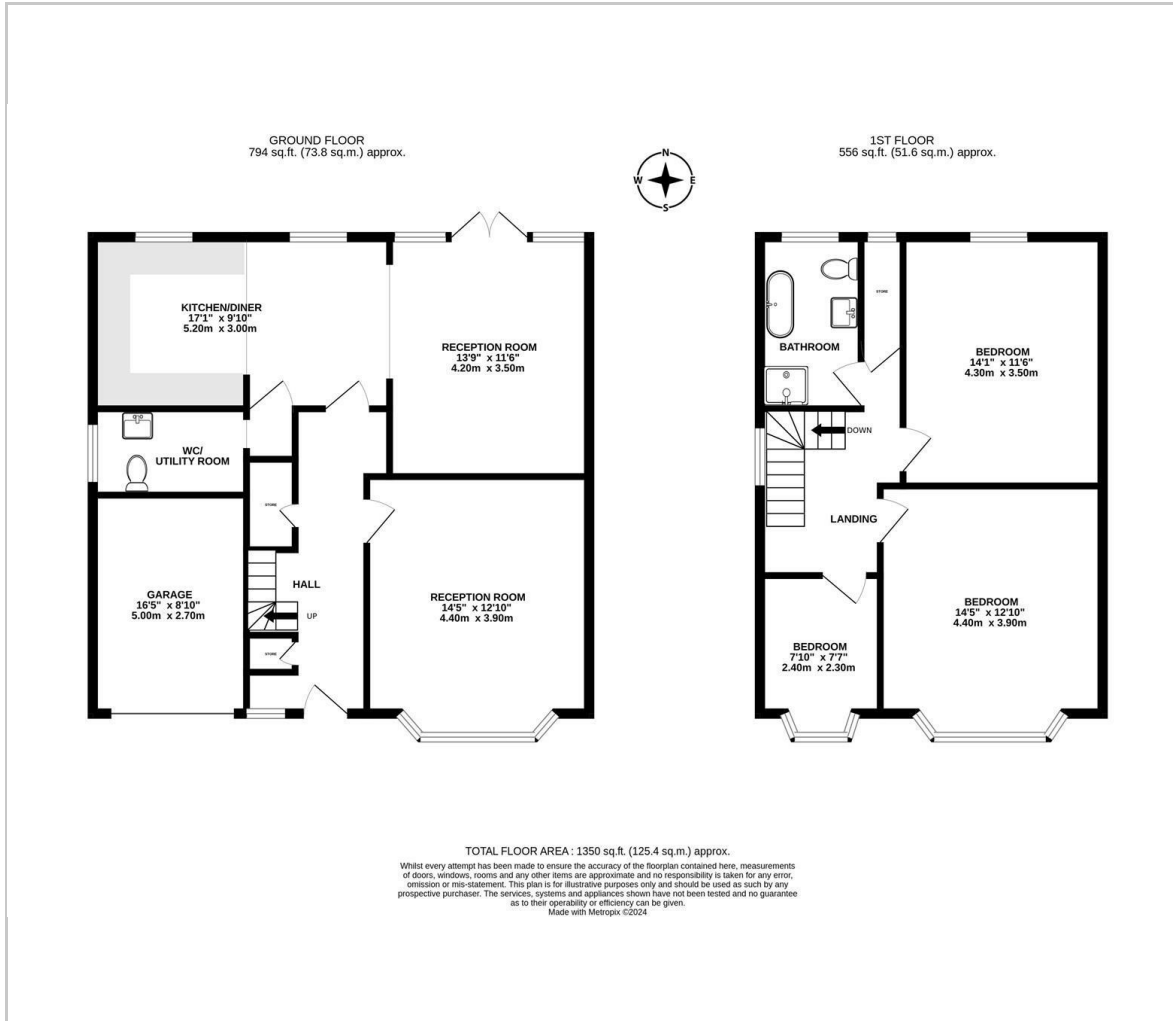 GROUND FLOOR
794 sq.ft. (73.8 sq.m.) approx.
1ST FLOOR
556 sq.ft. (51.6 sq.m.) approx.
N
W
E
S
KITCHEN/DINER
17'1" x 9'10"
5.20m x 3.00m
RECEPTION ROOM
13'9" x 11'6"
4.20m x 3.50m
WC/
UTILITY ROOM
STORE
GARAGE
16'5" x 8'10"
5.00m x 2.70m
HALL
UP
STORE
RECEPTION ROOM
14'5" x 12'10"
4.40m x 3.90m
STORE
BATHROOM
BEDROOM
14'1" x 11'6"
4.30m x 3.50m
DOWN
LANDING
BEDROOM
14'5" x 12'10"
4.40m x 3.90m
BEDROOM
7'10" x 7'7"
2.40m x 2.30m
TOTAL FLOOR AREA : 1350 sq.ft. (125.4 sq.m.) approx.
Whilst every attempt has been made to ensure the accuracy of the floorplan contained here, measurements
of doors, windows, rooms and any other items are approximate and no responsibility is taken for any error,
omission or mis-statement. This plan is for illustrative purposes only and should be used as such by any
prospective purchaser. The services, systems and appliances shown have not been tested and no guarantee
as to their operability or efficiency can be given.
Made with Metropix ©2024